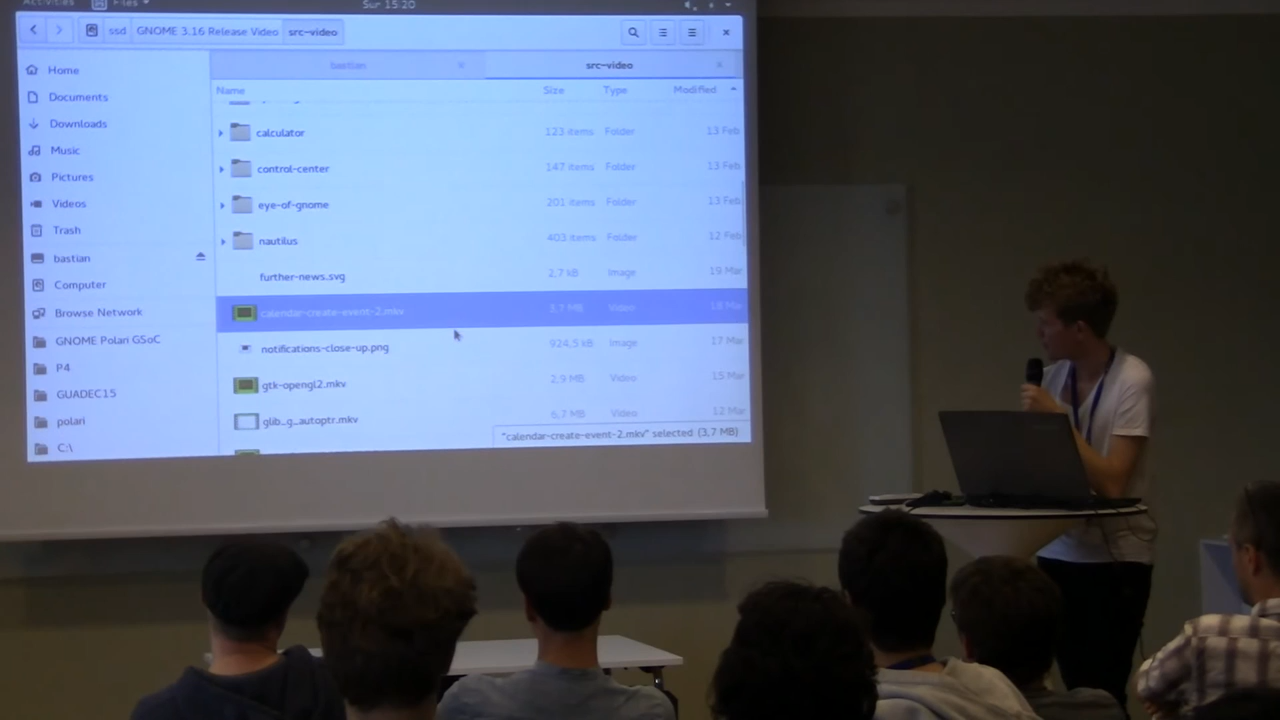 Activities Files Sun 15:20
ssd GNOME 3.16 Release Video src-video
bastian src-video
Name Size Type Modified
calculator 123 items Folder 13 Feb
control-center 147 items Folder 13 Feb
eye-of-gnome 201 items Folder 13 Feb
nautilus 403 items Folder 12 Feb
further-news.svg 2,7 kB Image 19 Mar
calendar-create-event-2.mkv 3,7 MB Video 18 Mar
notifications-close-up.png 924,5 kB Image 17 Mar
gtk-opengl2.mkv 2,9 MB Video 15 Mar
glib_g_autoptr.mkv 6,7 MB Video 12 Mar
"calendar-create-event-2.mkv" selected (3,7 MB)
Home
Documents
Downloads
Music
Pictures
Videos
Trash
bastian
Computer
Browse Network
GNOME Polari GSoC
P4
GUADEC15
polari
C:\